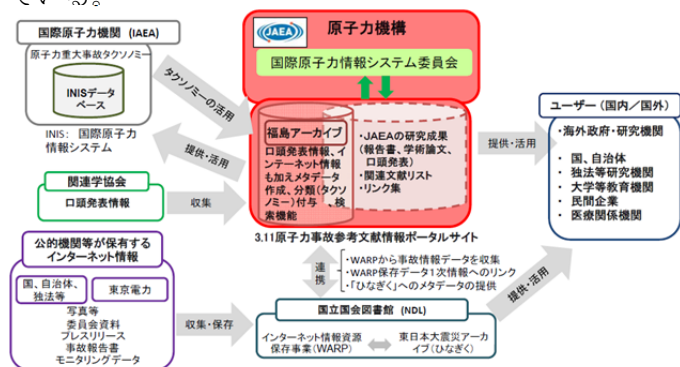 国際原子力機関 (IAEA)
原子力重大事故タクソノミー
INISデータ
ベース
INIS: 国際原子力
情報システム
タクソノミーの活用
提供・活用
関連学協会
口頭発表情報
収集
公的機関等が保有する
インターネット情報
国、自治体、
独法等
東京電力
写真等
委員会資料
プレスリリース
事故報告書
モニタリングデータ
収集・保存
JAEA
原子力機構
国際原子力情報システム委員会
福島アーカイブ
口頭発表情報、イ
ンターネット情報
も加えメタデータ
作成、分類(タクソ
ノミー)付与 、検
索機能
・JAEAの研究成果
(報告書、学術論文、
口頭発表)
・関連文献リスト
・リンク集
3.11原子力事故参考文献情報ポータルサイト
連携
・WARPから事故情報データを収集
・WARP保存データ1次情報へのリンク
・「ひなぎく」へのメタデータの提供
国立国会図書館 (NDL)
インターネット情報資源
保存事業(WARP)
東日本大震災アーカ
イブ(ひなぎく)
提供・活用
提供・活用
ユーザー(国内/国外)
・海外政府・研究機関
・ 国、自治体
・ 独法等研究機関
・ 大学等教育機関
・ 民間企業
・ 医療関係機関